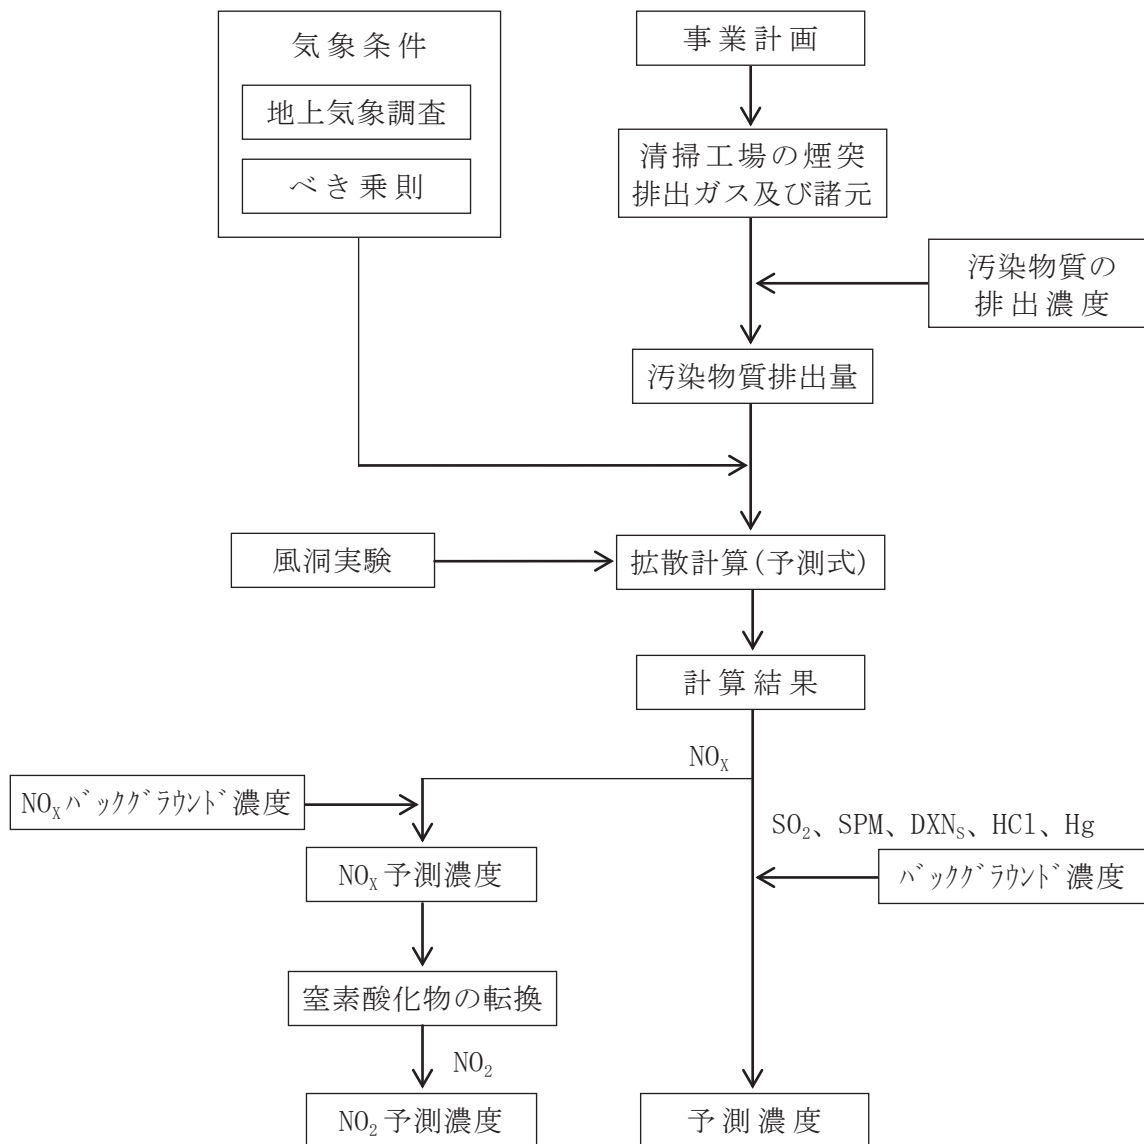 気象条件
地上気象調査
べき乗則
事業計画
清掃工場の煙突
排出ガス及び諸元
汚染物質の
排出濃度
汚染物質排出量
風洞実験
拡散計算(予測式)
計算結果
NOX
NOXﾊﾞｯｸｸﾞﾗｳﾝﾄﾞ濃度
SO2、SPM、DXNS、HCl、Hg
NOX予測濃度
ﾊﾞｯｸｸﾞﾗｳﾝﾄﾞ濃度
窒素酸化物の転換
NO2
NO2予測濃度
予測濃度